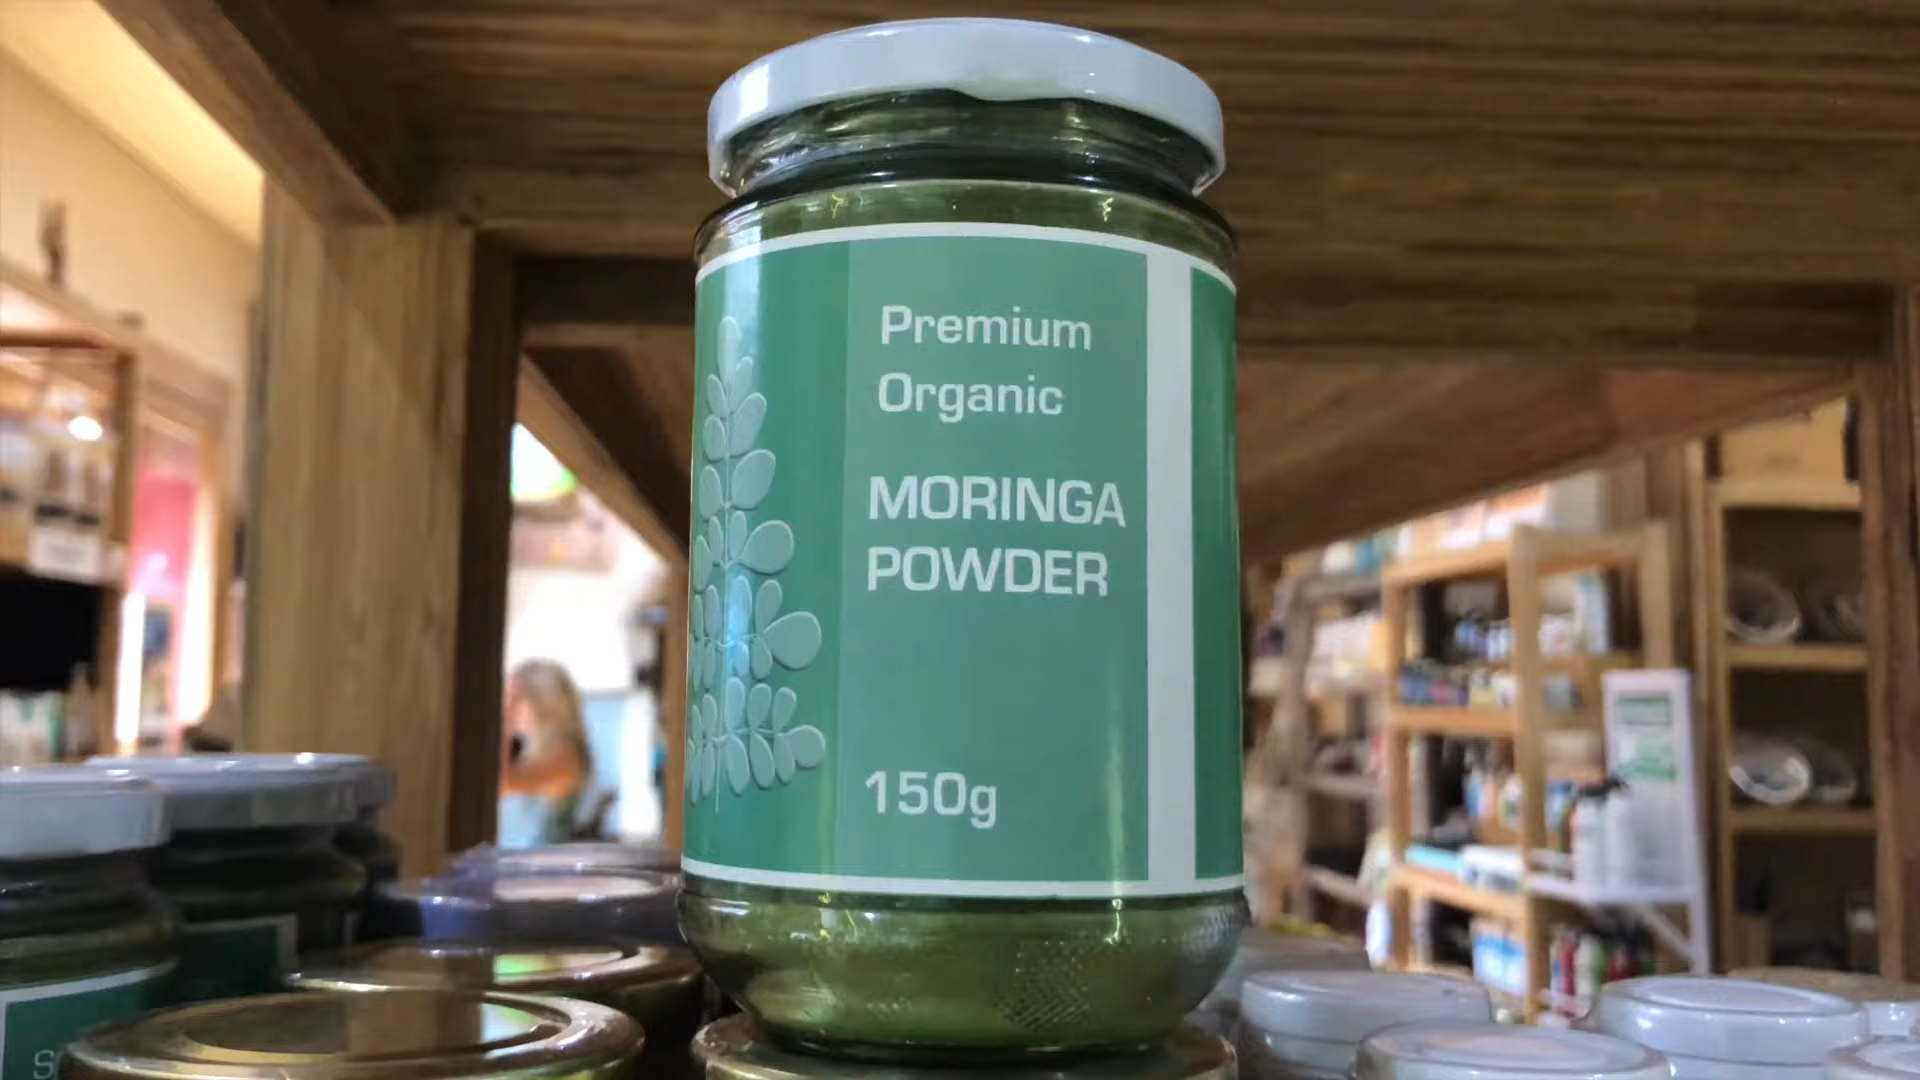 Premium
Organic
MORINGA
POWDER
150g